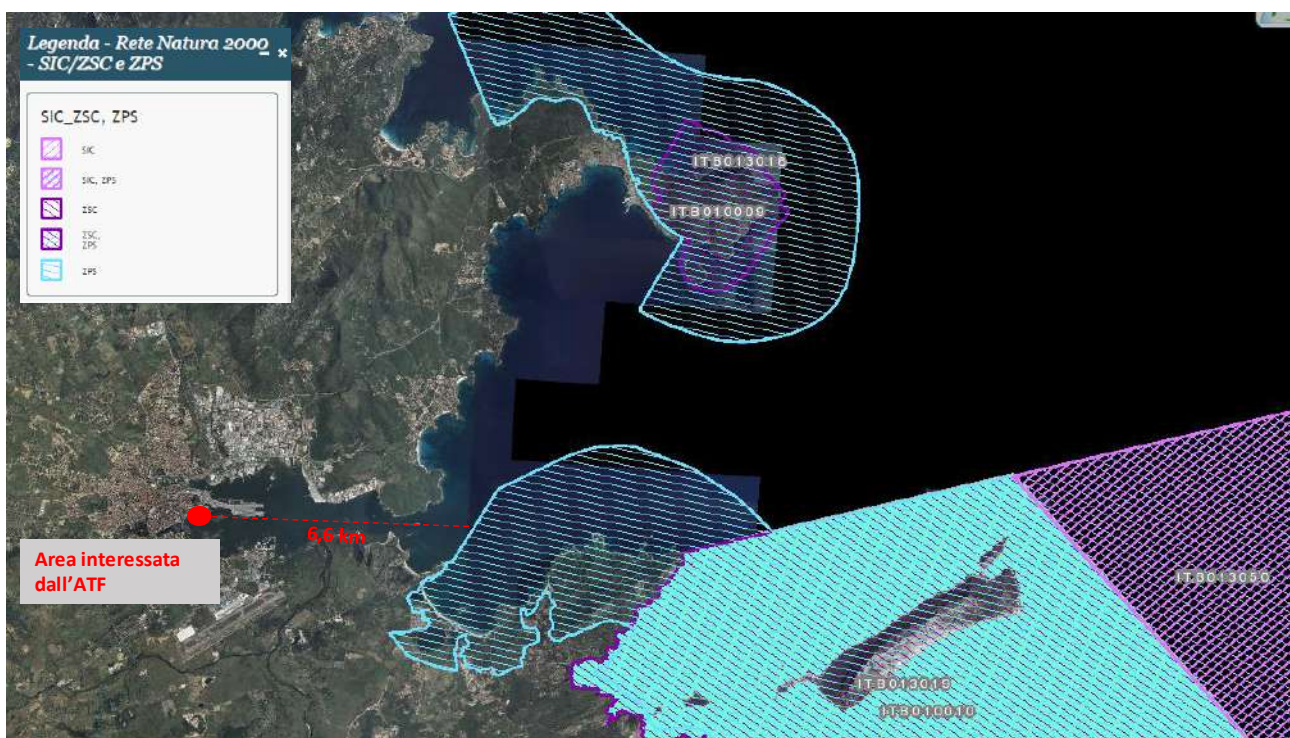 Legenda - Rete Natura 2000
- SIC/ZSC e ZPS
SIC_ZSC, ZPS
SIC
SIC, ZPS
ZSC
ZSC,
ZPS
ZPS
ITB013018
ITB010009
6,6 km
Area interessata
dall'ATF
ITB013050
ITB013019
ITB010010